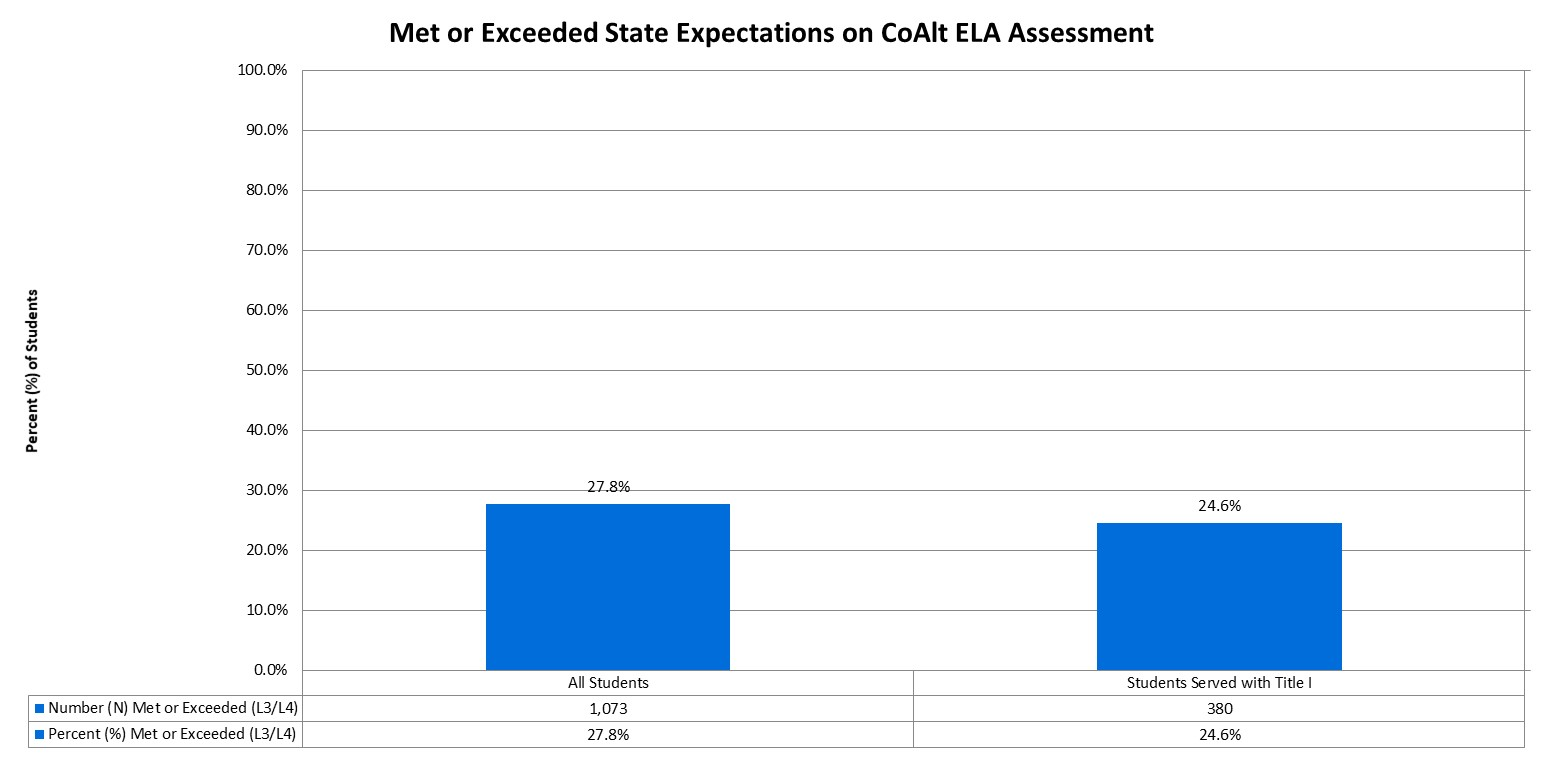 Met or Exceeded State Expectations on CoAlt ELA Assessment
Percent (%) of Students
100.0%
90.0%
80.0%
70.0%
60.0%
50.0%
40.0%
30.0%
20.0%
10.0%
0.0%
27.8%
24.6%
All Students Students Served with Title I
Number (N) Met or Exceeded (L3/L4) 1,073 380
Percent (%) Met or Exceeded (L3/L4) 27.8% 24.6%